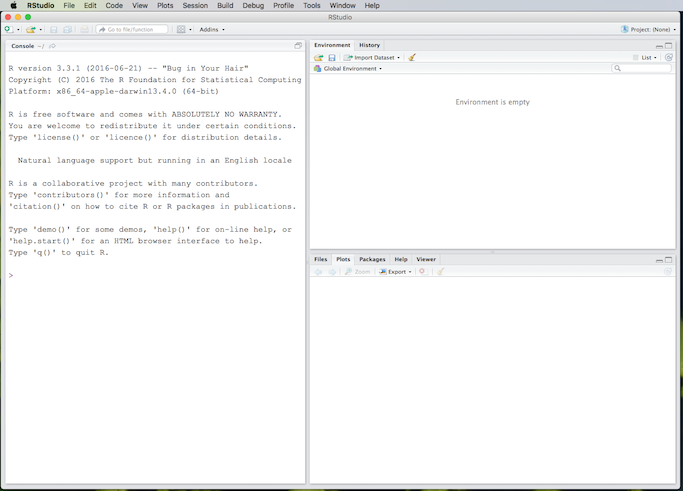 RStudio File Edit Code View Plots Session Build Debug Profile Tools Window Help
RStudio
Go to file/function Addins Project: (None)
Console ~/
R version 3.3.1 (2016-06-21) -- "Bug in Your Hair"
Copyright (C) 2016 The R Foundation for Statistical Computing
Platform: x86_64-apple-darwin13.4.0 (64-bit)
R is free software and comes with ABSOLUTELY NO WARRANTY.
You are welcome to redistribute it under certain conditions.
Type 'license()' or 'licence()' for distribution details.
Natural language support but running in an English locale
R is a collaborative project with many contributors.
Type 'contributors()' for more information and
'citation()' on how to cite R or R packages in publications.
Type 'demo()' for some demos, 'help()' for on-line help, or
'help.start()' for an HTML browser interface to help.
Type 'q()' to quit R.
>
Environment History
Import Dataset List
Global Environment
Environment is empty
Files Plots Packages Help Viewer
Zoom Export